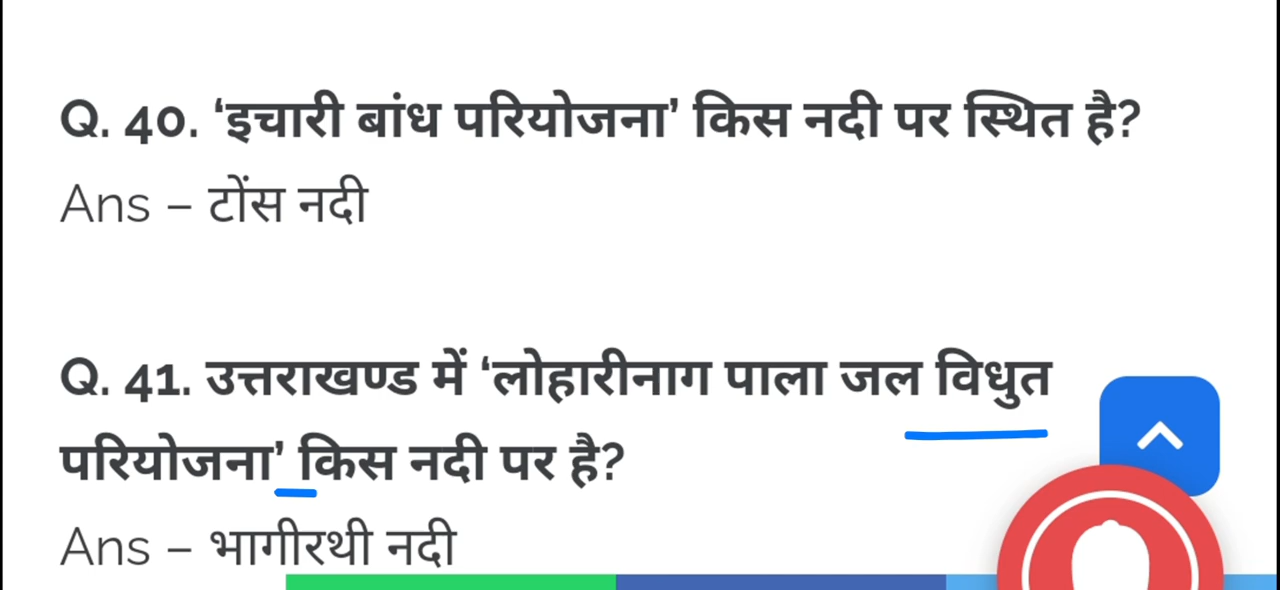 Q. 40. ‘इचारी बांध परियोजना’ किस नदी पर स्थित है?
Ans – टोंस नदी
Q. 41. उत्तराखण्ड में ‘लोहारीनाग पाला जल विधुत
परियोजना’ किस नदी पर है?
Ans – भागीरथी नदी